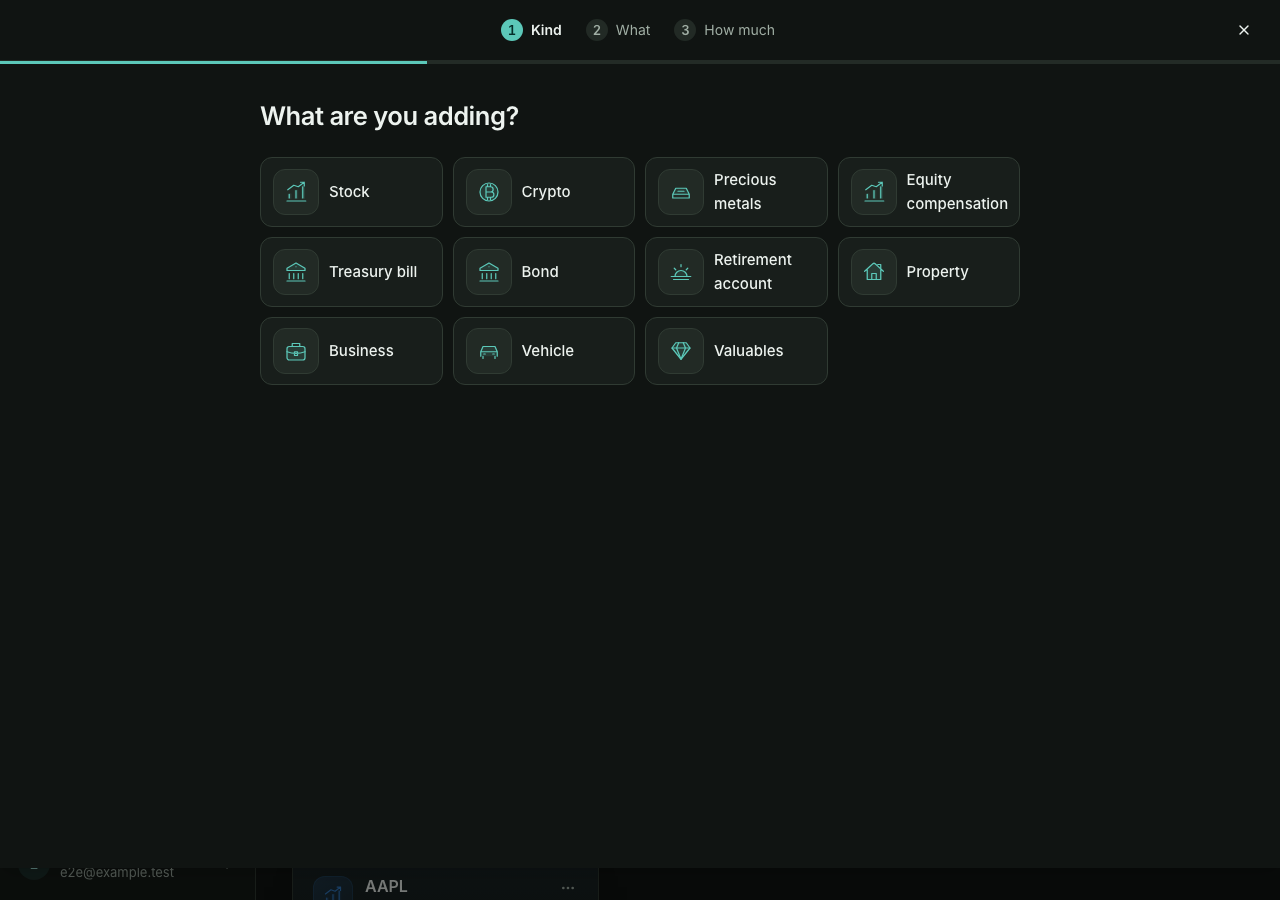 1 Kind 2 What 3 How much
What are you adding?
Stock
Crypto
Precious
metals
Equity
compensation
Treasury bill
Bond
Retirement
account
Property
Business
Vehicle
Valuables
e2e@example.test
AAPL